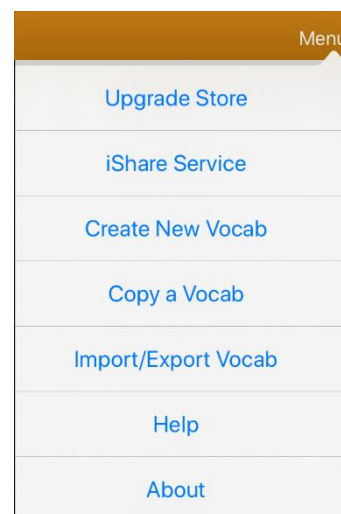 Menu
Upgrade Store
iShare Service
Create New Vocab
Copy a Vocab
Import/Export Vocab
Help
About